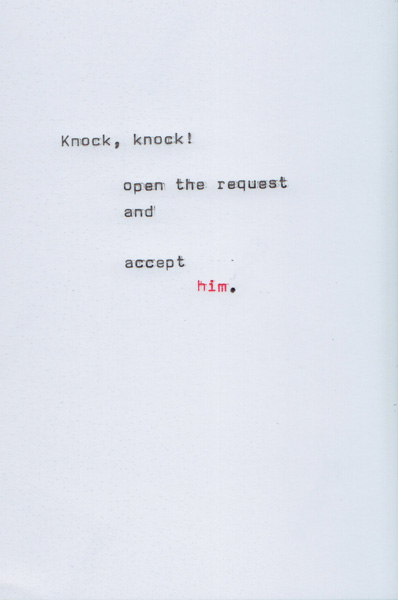 Knock, knock!
open the request
and
accept
him.